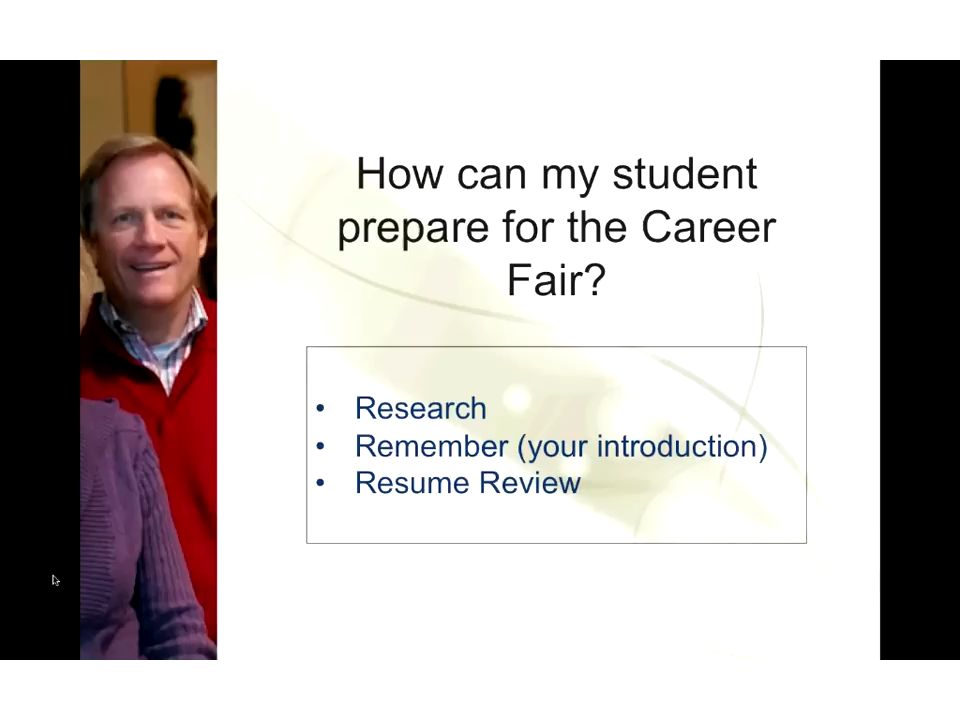 How can my student
prepare for the Career
Fair?
• Research
• Remember (your introduction)
• Resume Review